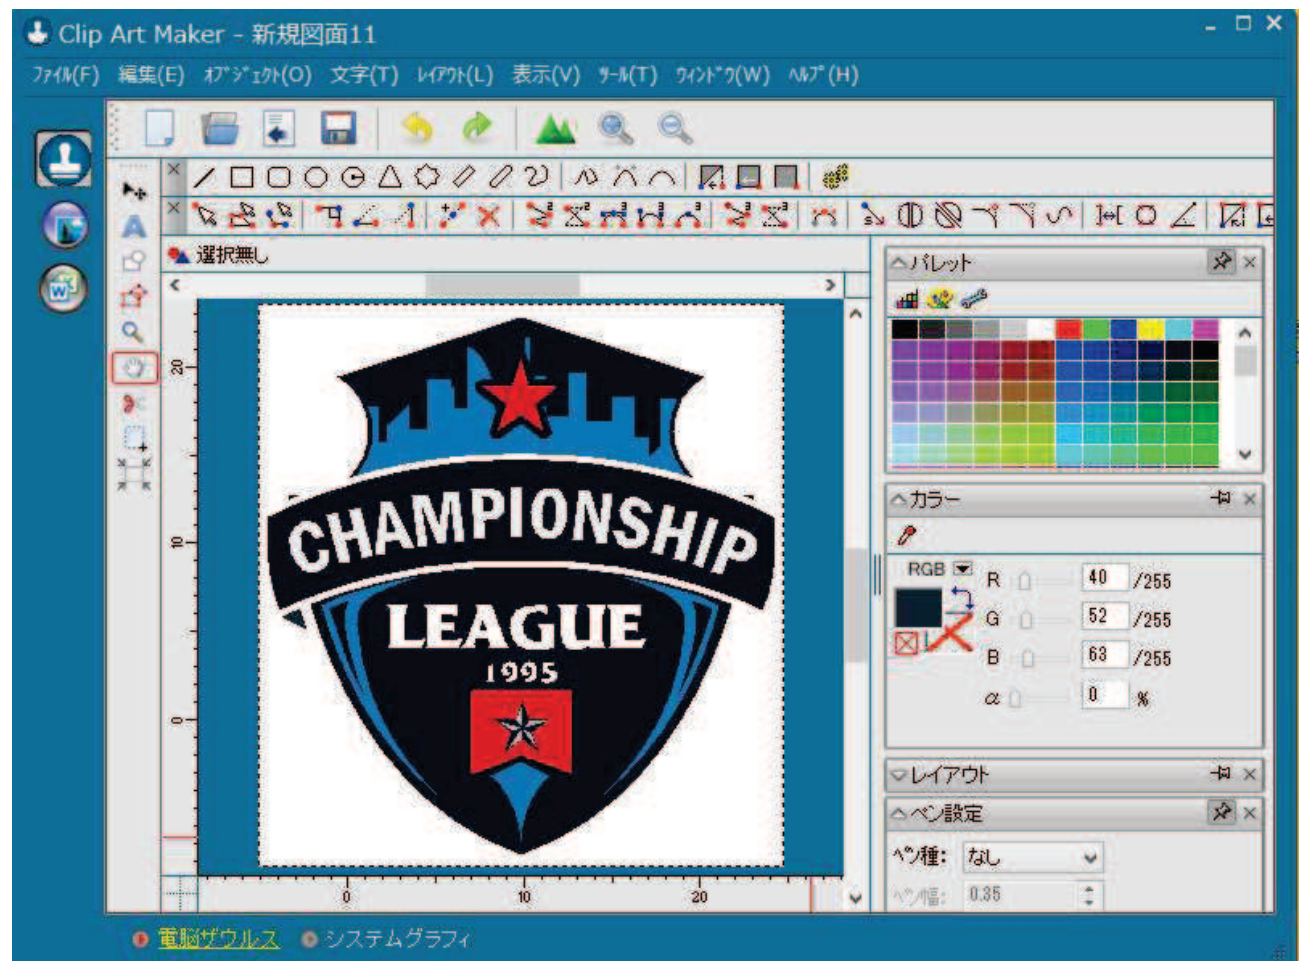 Clip Art Maker - 新規図面11
ﾌｧｲﾙ(F) 編集(E) ｵﾌﾞｼﾞｪｸﾄ(O) 文字(T) ﾚｲｱｳﾄ(L) 表示(V) ﾂｰﾙ(T) ｳｨﾝﾄﾞｳ(W) ﾍﾙﾌﾟ(H)
選択無し
パレット
20
10
0
CHAMPIONSHIP
LEAGUE
1995
カラー
RGB
R 40 /255
G 52 /255
B 63 /255
α 0 %
レイアウト
ペン設定
ペン種: なし
ペン幅: 0.35
0 10 20
電脳ザウルス システムグラフィ